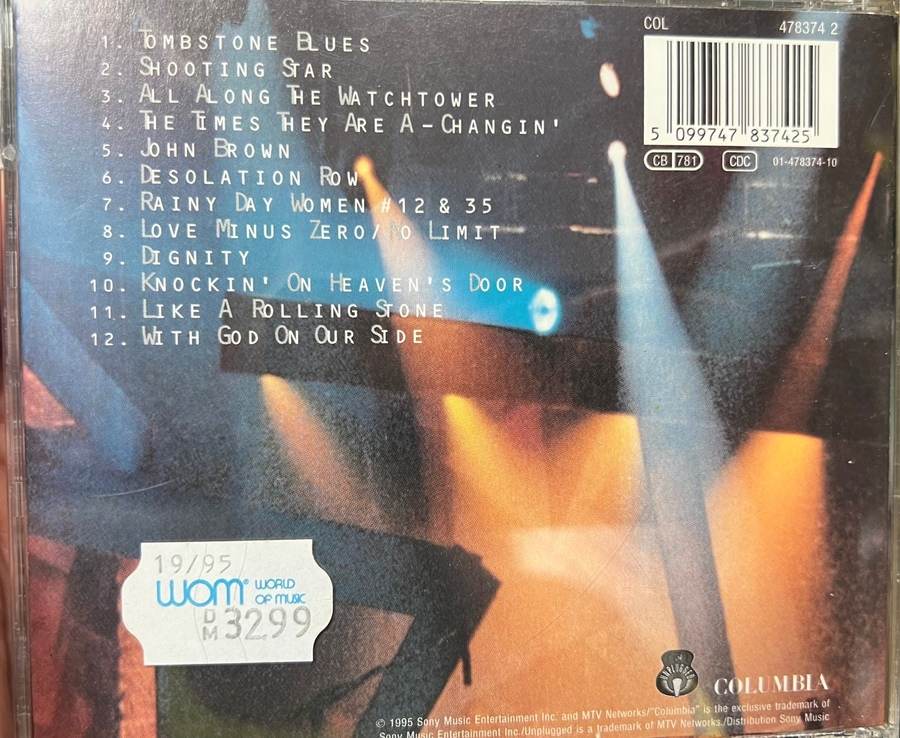 1. TOMBSTONE BLUES
2. SHOOTING STAR
3. ALL ALONG THE WATCHTOWER
4. THE TIMES THEY ARE A-CHANGIN'
5. JOHN BROWN
6. DESOLATION ROW
7. RAINY DAY WOMEN #12 & 35
8. LOVE MINUS ZERO/NO LIMIT
9. DIGNITY
10. KNOCKIN' ON HEAVEN'S DOOR
11. LIKE A ROLLING STONE
12. WITH GOD ON OUR SIDE
COL 478374 2
5 099747 837425
CB 781 CDC 01-478374-10
19/95
WOM® WORLD OF MUSIC
DM 3299
UNPLUGGED
COLUMBIA
© 1995 Sony Music Entertainment Inc. and MTV Networks/"Columbia" is the exclusive trademark of
Sony Music Entertainment Inc./Unplugged is a trademark of MTV Networks./Distribution Sony Music